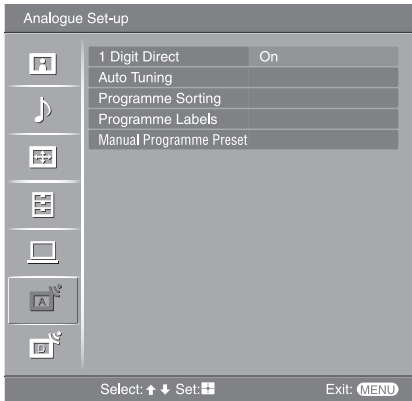 Analogue Set-up
1 Digit Direct On
Auto Tuning
Programme Sorting
Programme Labels
Manual Programme Preset
A
D
Select: Set: Exit: MENU